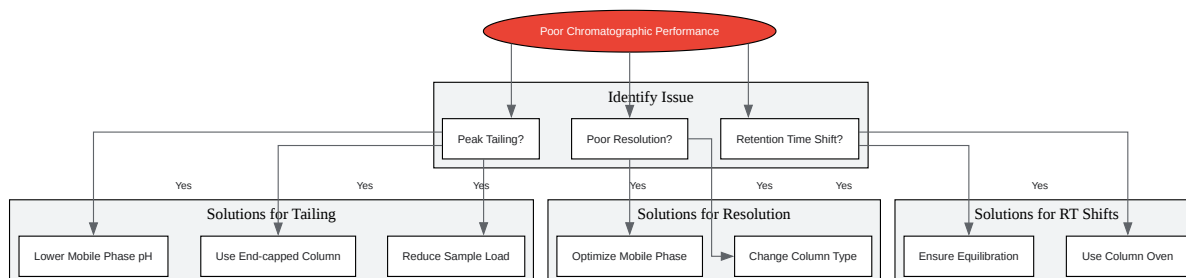 Poor Chromatographic Performance
Identify Issue
Peak Tailing?
Poor Resolution?
Retention Time Shift?
Yes
Yes
Yes
Yes
Yes
Yes
Yes
Solutions for Tailing
Solutions for Resolution
Solutions for RT Shifts
Lower Mobile Phase pH
Use End-capped Column
Reduce Sample Load
Optimize Mobile Phase
Change Column Type
Ensure Equilibration
Use Column Oven